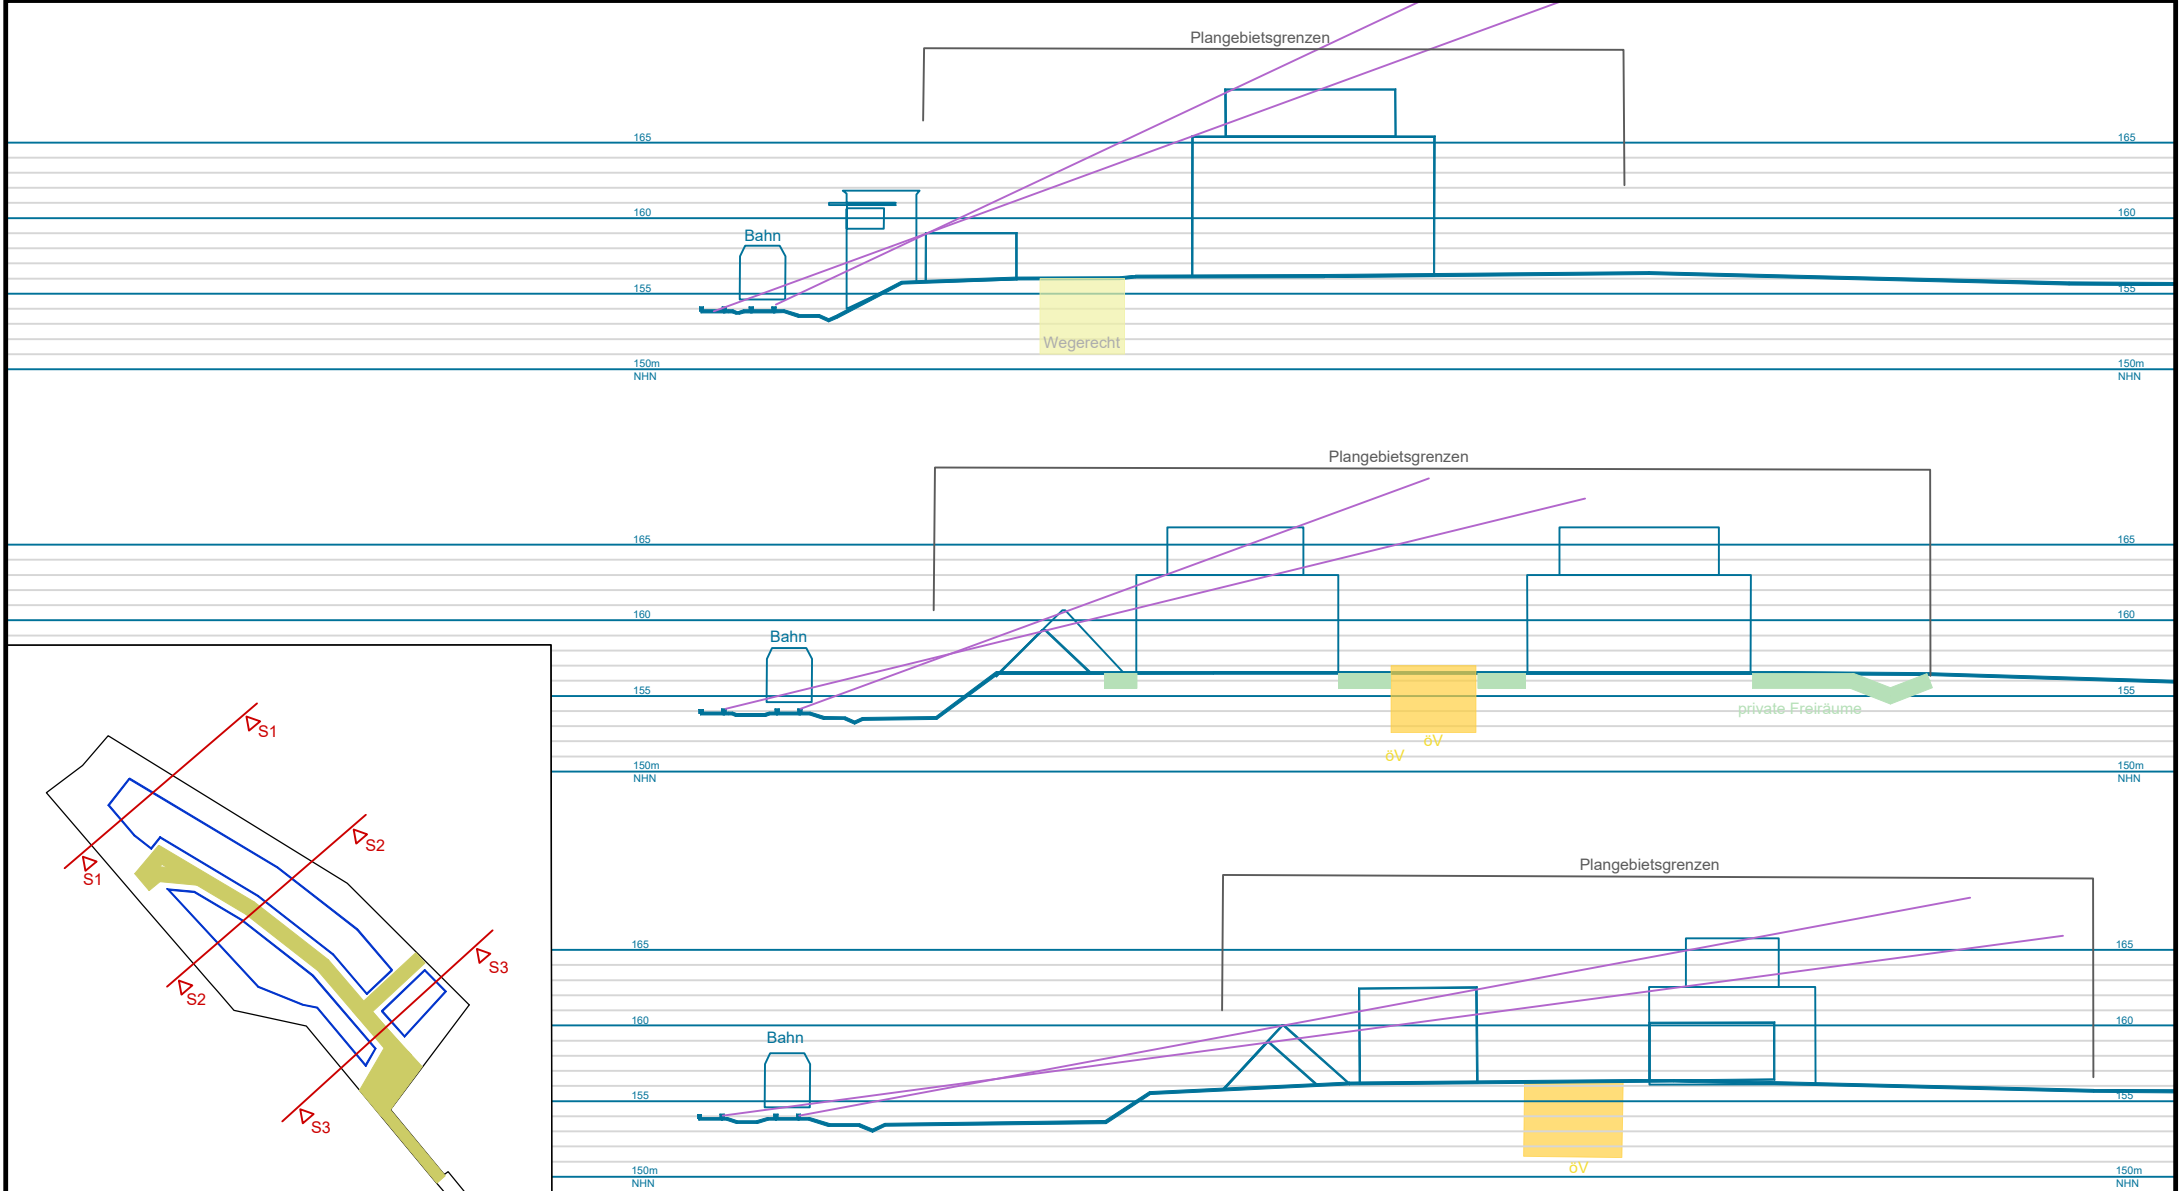 Plangebietsgrenzen
165
165
160
160
Bahn
155
155
Wegerecht
150m
NHN
150m
NHN
Plangebietsgrenzen
165
165
160
160
Bahn
155
155
private Freiräume
öV
öV
150m
NHN
150m
NHN
Plangebietsgrenzen
165
165
160
160
Bahn
155
155
öV
150m
NHN
150m
NHN
S1
S2
S1
S3
S2
S3